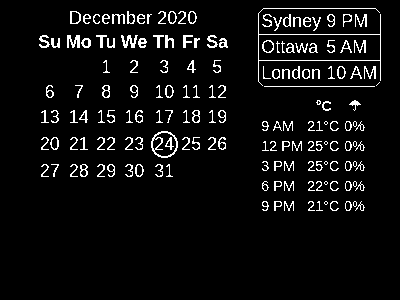 December 2020
Su Mo Tu We Th Fr Sa
1 2 3 4 5
6 7 8 9 10 11 12
13 14 15 16 17 18 19
20 21 22 23 24 25 26
27 28 29 30 31
Sydney 9 PM
Ottawa 5 AM
London 10 AM
°C ☂
9 AM 21°C 0%
12 PM 25°C 0%
3 PM 25°C 0%
6 PM 22°C 0%
9 PM 21°C 0%